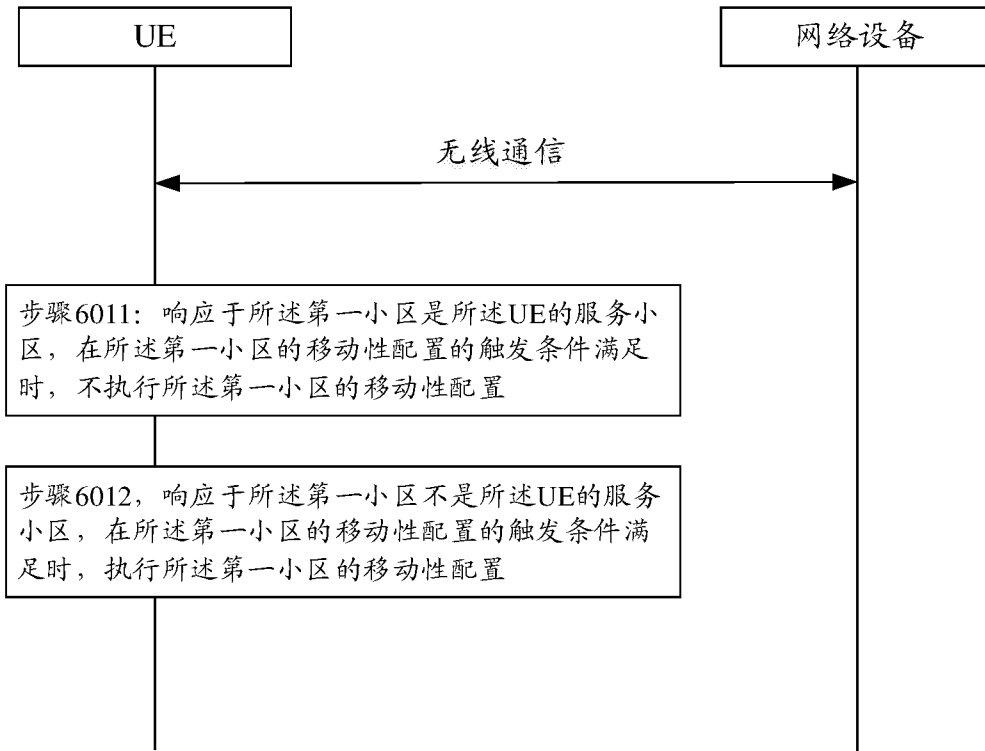 UE
网络设备
无线通信
步骤6011：响应于所述第一小区是所述UE的服务小
区，在所述第一小区的移动性配置的触发条件满足
时，不执行所述第一小区的移动性配置
步骤6012，响应于所述第一小区不是所述UE的服务
小区，在所述第一小区的移动性配置的触发条件满
足时，执行所述第一小区的移动性配置